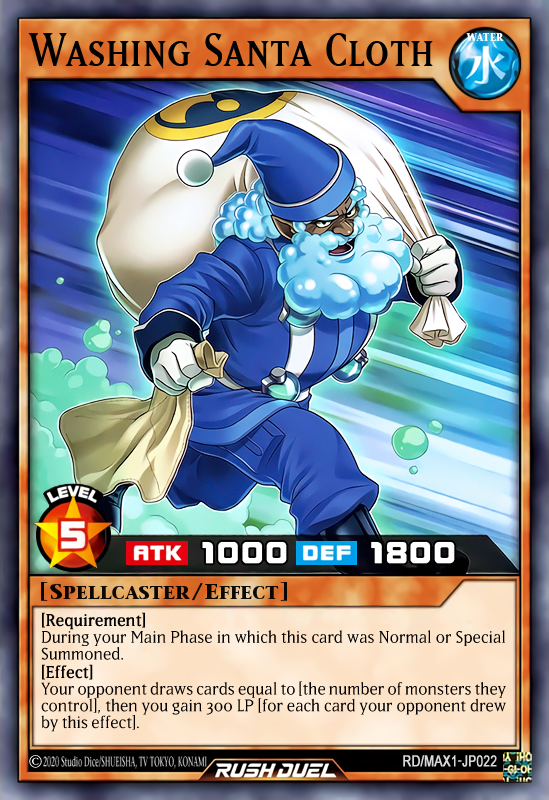 Washing Santa Cloth
WATER
水
LEVEL
5
ATK 1000 DEF 1800
[Spellcaster/Effect]
[Requirement]
During your Main Phase in which this card was Normal or Special
Summoned.
[Effect]
Your opponent draws cards equal to [the number of monsters they
control], then you gain 300 LP [for each card your opponent drew
by this effect].
©2020 Studio Dice/SHUEISHA, TV TOKYO, KONAMI
RUSH DUEL
RD/MAX1-JP022